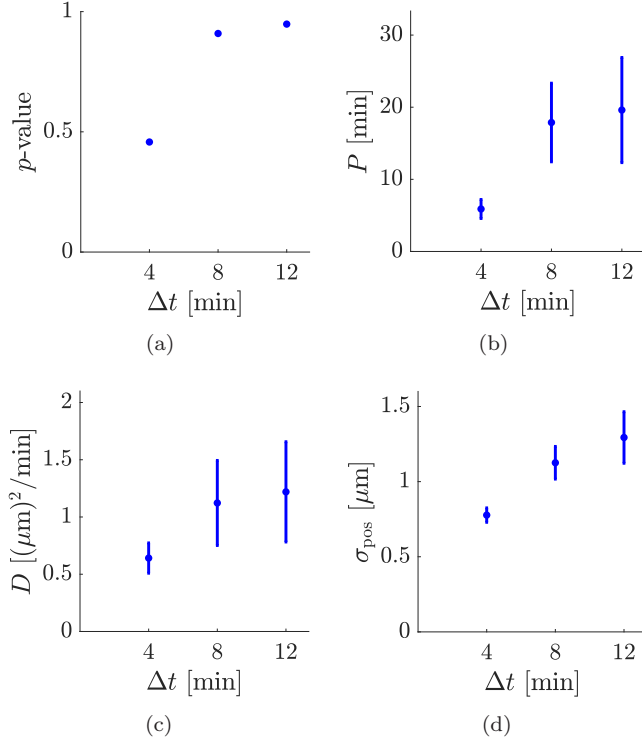 1
0.5
0
p-value
4 8 12
Δt [min]
(a)
30
20
10
0
P [min]
4 8 12
Δt [min]
(b)
2
1.5
1
0.5
0
D [(μm)²/min]
4 8 12
Δt [min]
(c)
1.5
1
0.5
0
σpos [μm]
4 8 12
Δt [min]
(d)